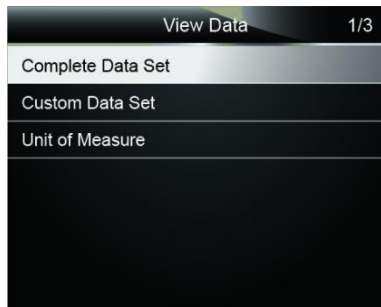 View Data 1/3
Complete Data Set
Custom Data Set
Unit of Measure